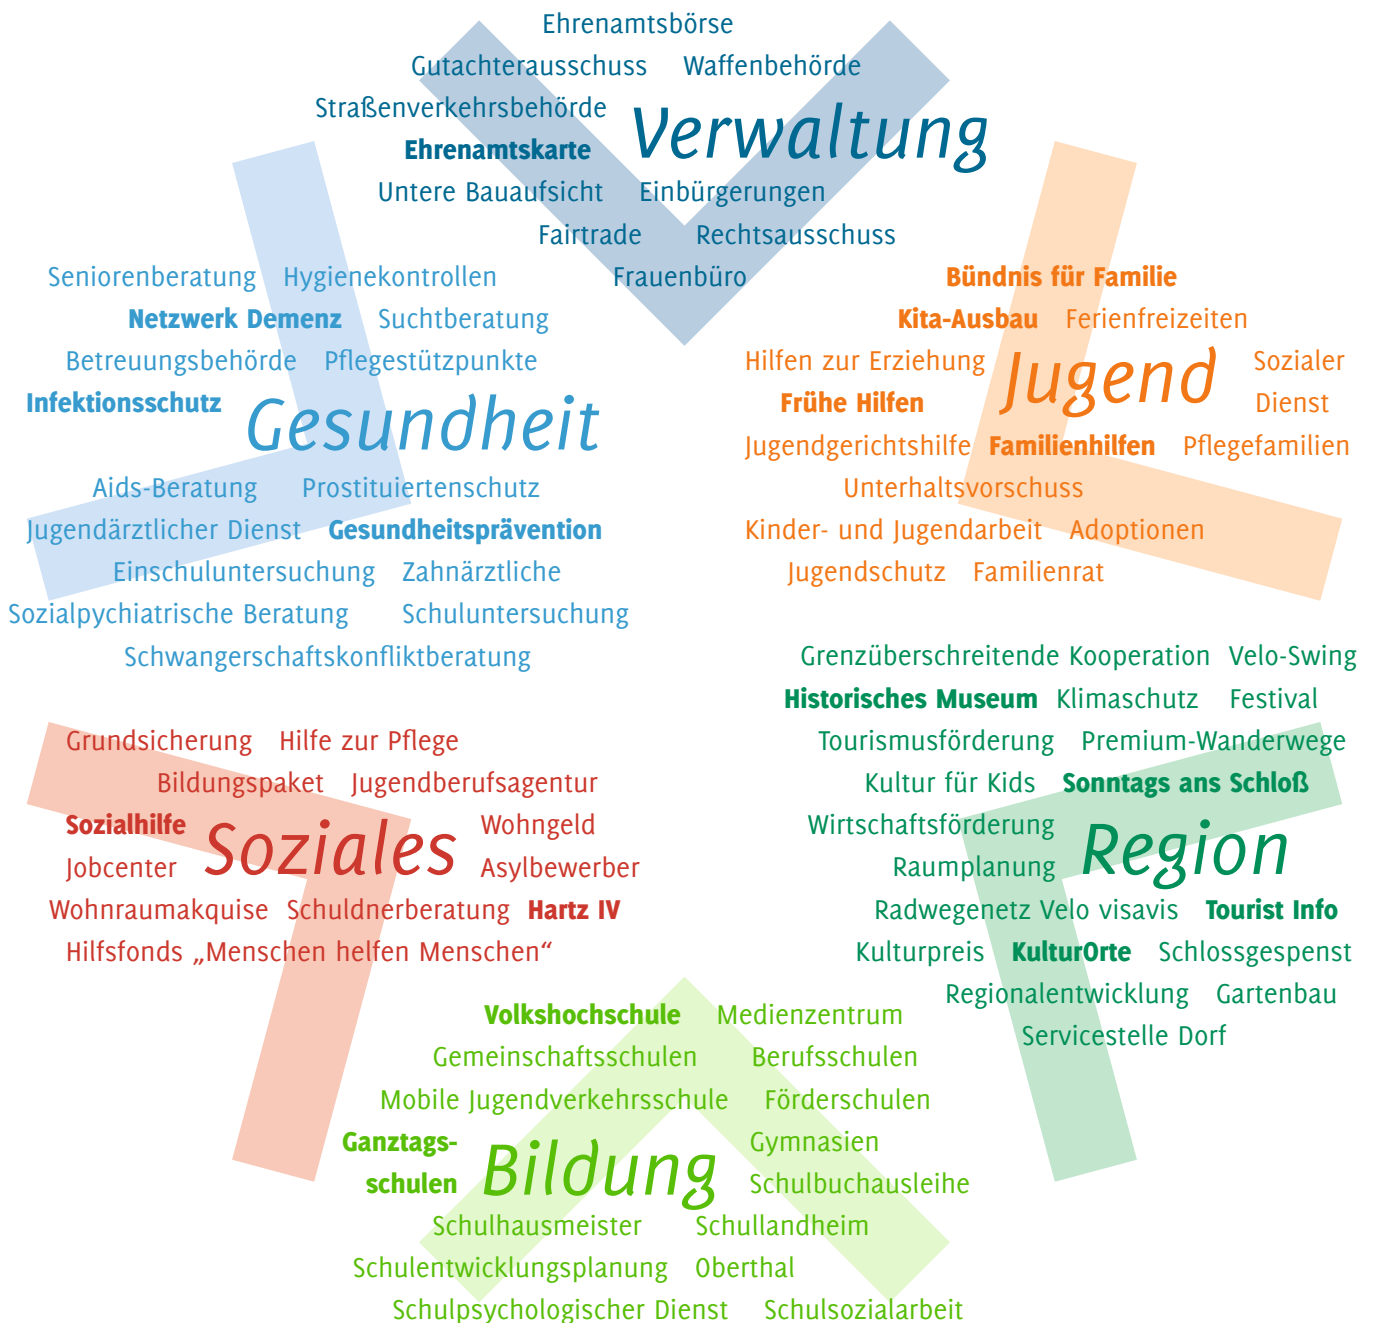 Ehrenamtsbörse
Gutachterausschuss Waffenbehörde
Straßenverkehrsbehörde
Verwaltung
Ehrenamtskarte
Untere Bauaufsicht Einbürgerungen
Fairtrade Rechtsausschuss
Frauenbüro
Seniorenberatung Hygienekontrollen
Netzwerk Demenz Suchtberatung
Betreuungsbehörde Pflegestützpunkte
Infektionsschutz
Gesundheit
Aids-Beratung Prostituiertenschutz
Jugendärztlicher Dienst Gesundheitsprävention
Einschuluntersuchung Zahnärztliche
Sozialpychiatrische Beratung Schuluntersuchung
Schwangerschaftskonfliktberatung
Bündnis für Familie
Kita-Ausbau Ferienfreizeiten
Hilfen zur Erziehung
Jugend
Sozialer
Frühe Hilfen
Dienst
Jugendgerichtshilfe Familienhilfen Pflegefamilien
Unterhaltsvorschuss
Kinder- und Jugendarbeit Adoptionen
Jugendschutz Familienrat
Grundsicherung Hilfe zur Pflege
Bildungspaket Jugendberufsagentur
Sozialhilfe
Soziales
Wohngeld
Jobcenter
Asylbewerber
Wohnraumakquise Schuldnerberatung Hartz IV
Hilfsfonds „Menschen helfen Menschen“
Grenzüberschreitende Kooperation Velo-Swing
Historisches Museum Klimaschutz Festival
Tourismusförderung Premium-Wanderwege
Kultur für Kids Sonntags ans Schloß
Wirtschaftsförderung
Region
Raumplanung
Radwegenetz Velo visavis Tourist Info
Kulturpreis KulturOrte Schlossgespenst
Regionalentwicklung Gartenbau
Servicestelle Dorf
Volkshochschule Medienzentrum
Gemeinschaftsschulen Berufsschulen
Mobile Jugendverkehrsschule Förderschulen
Ganztags-
Bildung
Gymnasien
schulen
Schulbuchausleihe
Schulhausmeister Schullandheim
Schulentwicklungsplanung Oberthal
Schulpsychologischer Dienst Schulsozialarbeit